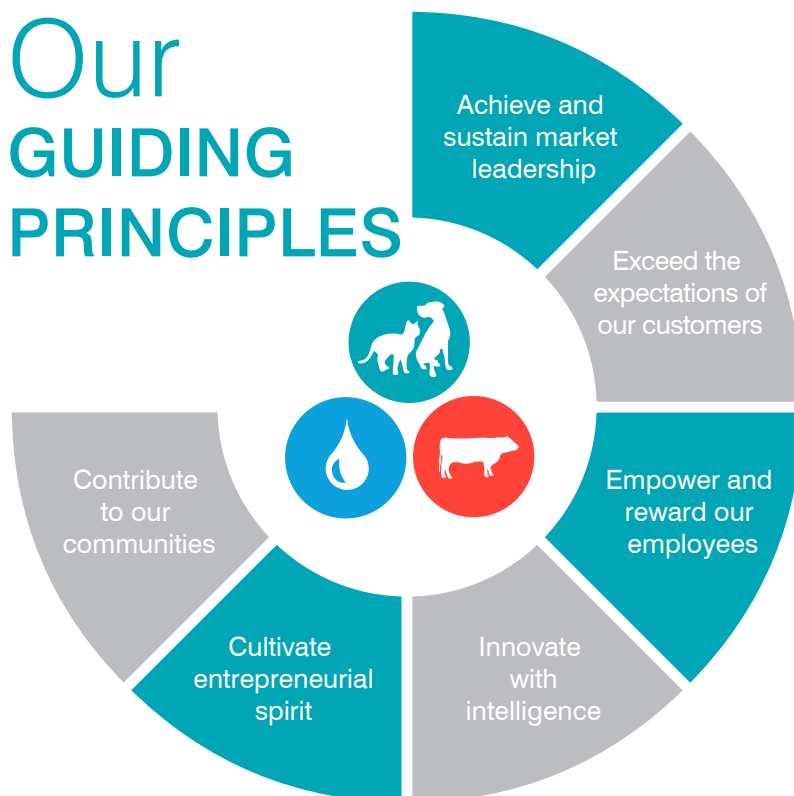 Our
GUIDING
PRINCIPLES
Achieve and
sustain market
leadership
Exceed the
expectations of
our customers
Empower and
reward our
employees
Innovate
with
intelligence
Cultivate
entrepreneurial
spirit
Contribute
to our
communities